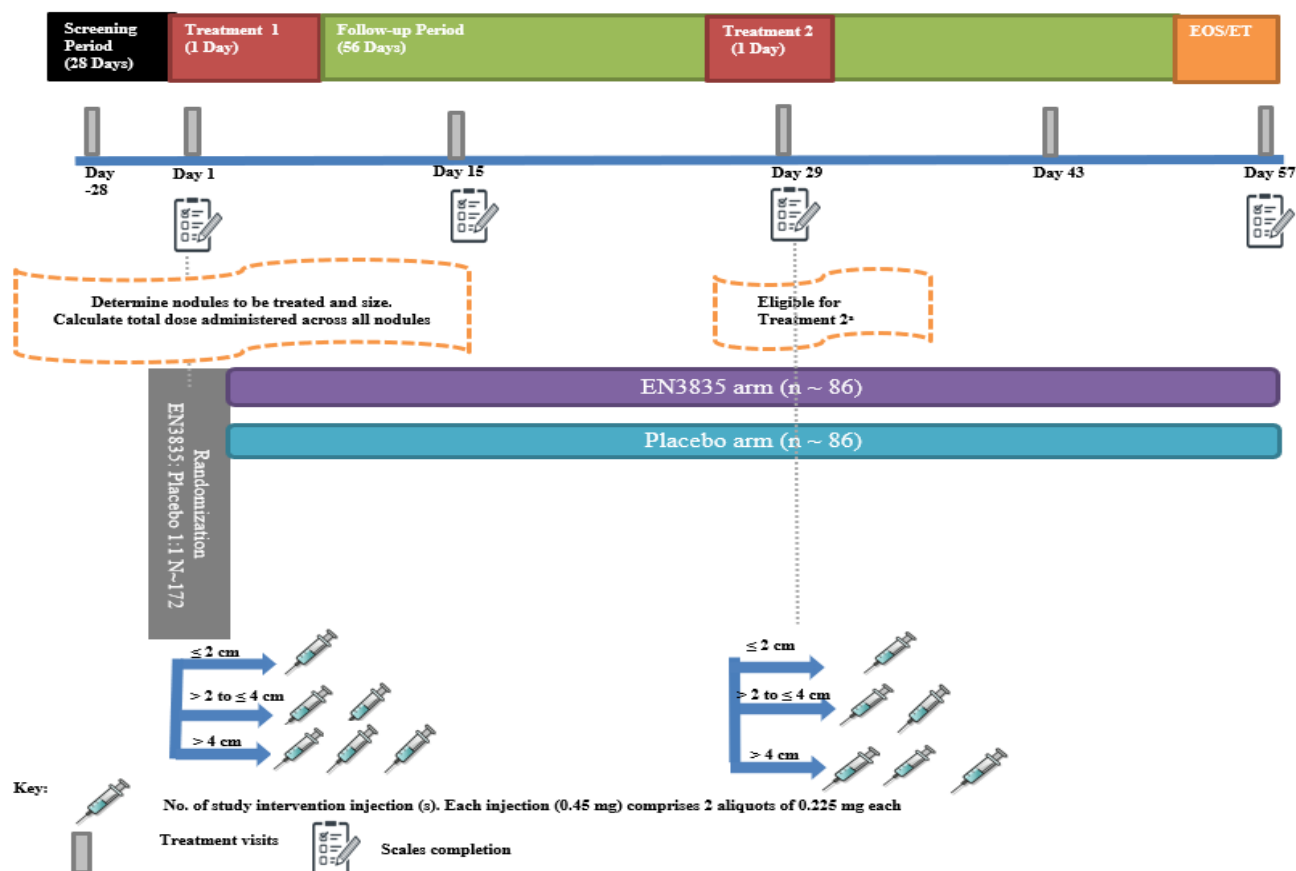 Screening
Period
(28 Days)
Treatment 1
(1 Day)
Follow-up Period
(56 Days)
Treatment 2
(1 Day)
EOS/ET
Day
-28
Day 1
Day 15
Day 29
Day 43
Day 57
Determine nodules to be treated and size.
Calculate total dose administered across all nodules
Eligible for
Treatment 2ª
Randomization
EN3835: Placebo 1:1 N~172
EN3835 arm (n ~ 86)
Placebo arm (n ~ 86)
≤ 2 cm
> 2 to ≤ 4 cm
> 4 cm
≤ 2 cm
> 2 to ≤ 4 cm
> 4 cm
Key:
No. of study intervention injection (s). Each injection (0.45 mg) comprises 2 aliquots of 0.225 mg each
Treatment visits
Scales completion